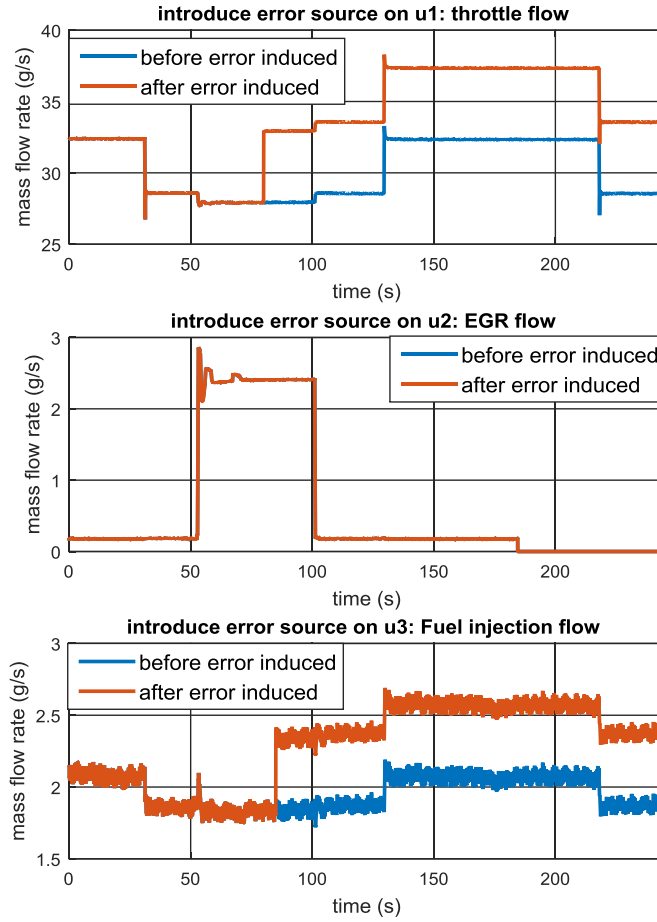 introduce error source on u1: throttle flow
mass flow rate (g/s)
40
35
30
25
before error induced
after error induced
0
50
100
150
200
time (s)
introduce error source on u2: EGR flow
mass flow rate (g/s)
3
2
1
0
before error induced
after error induced
0
50
100
150
200
time (s)
introduce error source on u3: Fuel injection flow
mass flow rate (g/s)
3
2.5
2
1.5
before error induced
after error induced
0
50
100
150
200
time (s)